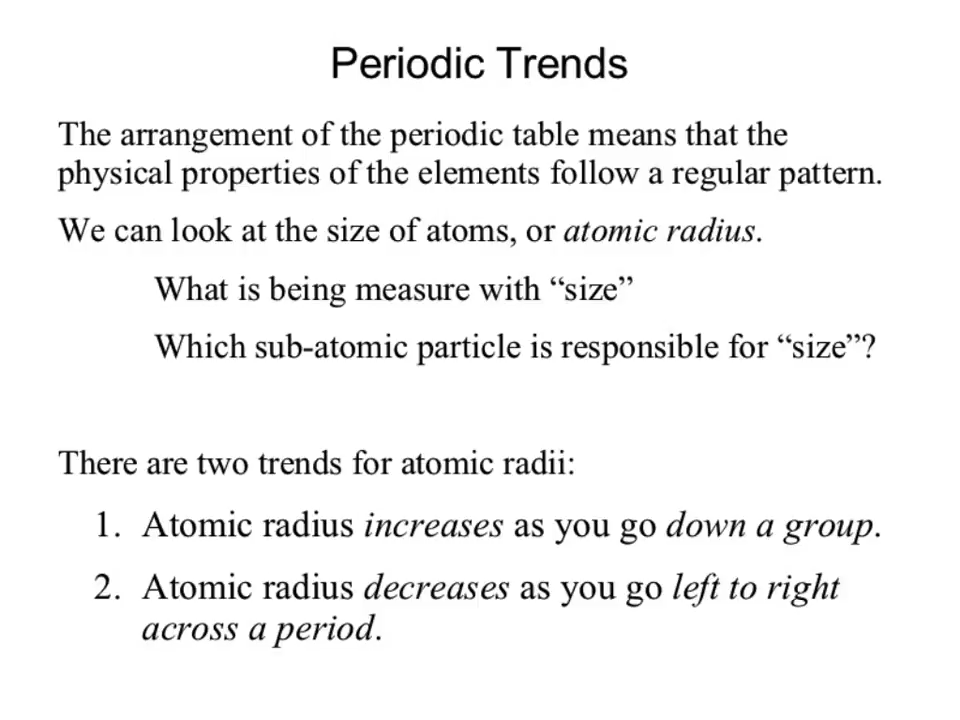 Periodic Trends
The arrangement of the periodic table means that the
physical properties of the elements follow a regular pattern.
We can look at the size of atoms, or atomic radius.
What is being measure with “size”
Which sub-atomic particle is responsible for “size”?
There are two trends for atomic radii:
1. Atomic radius increases as you go down a group.
2. Atomic radius decreases as you go left to right
across a period.